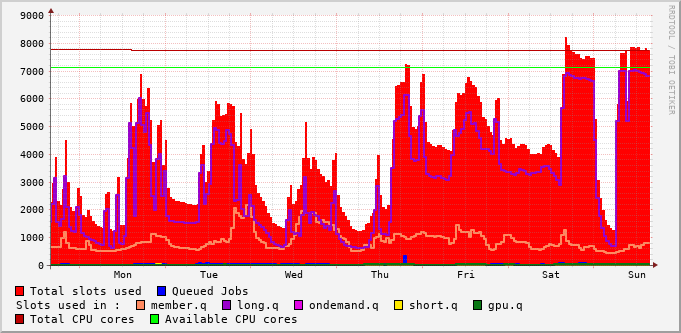 9000
8000
7000
6000
5000
4000
3000
2000
1000
0
Mon Tue Wed Thu Fri Sat Sun
RRDTOOL / TOBI OETIKER
Total slots used Queued Jobs
Slots used in : member.q long.q ondemand.q short.q gpu.q
Total CPU cores Available CPU cores